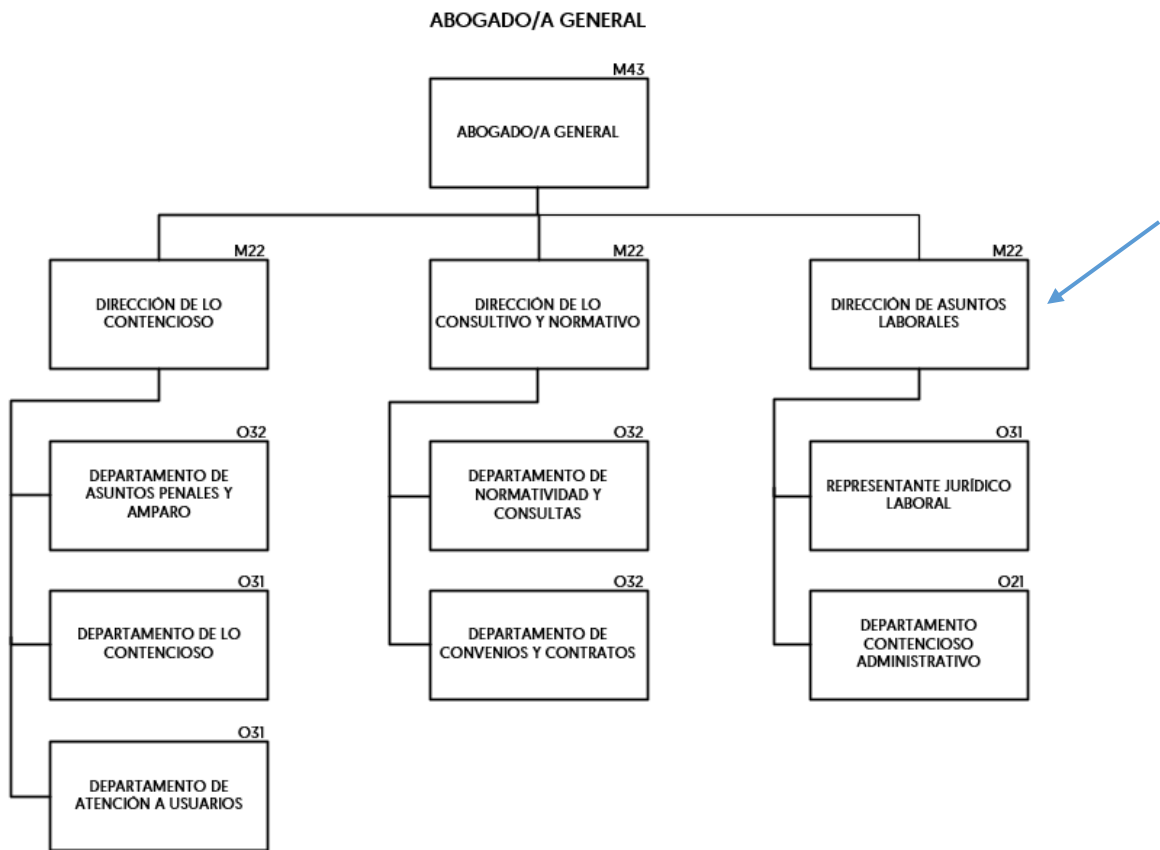 ABOGADO/A GENERAL
M43
ABOGADO/A GENERAL
M22
DIRECCIÓN DE LO
CONTENCIOSO
M22
DIRECCIÓN DE LO
CONSULTIVO Y NORMATIVO
M22
DIRECCIÓN DE ASUNTOS
LABORALES
O32
DEPARTAMENTO DE
ASUNTOS PENALES Y
AMPARO
O32
DEPARTAMENTO DE
NORMATIVIDAD Y
CONSULTAS
O31
REPRESENTANTE JURÍDICO
LABORAL
O31
DEPARTAMENTO DE LO
CONTENCIOSO
O32
DEPARTAMENTO DE
CONVENIOS Y CONTRATOS
O21
DEPARTAMENTO
CONTENCIOSO
ADMINISTRATIVO
O31
DEPARTAMENTO DE
ATENCIÓN A USUARIOS